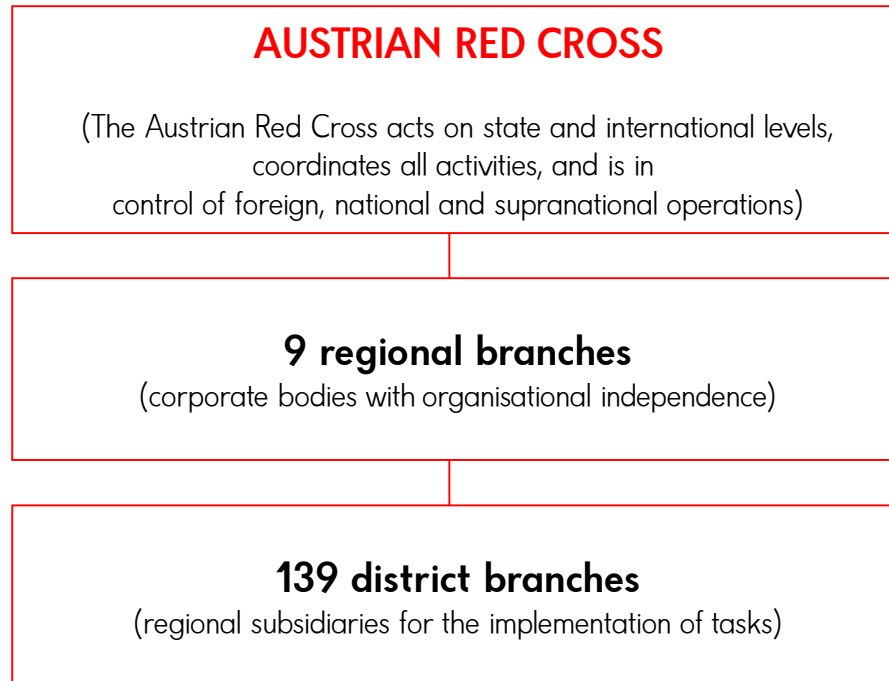 AUSTRIAN RED CROSS
(The Austrian Red Cross acts on state and international levels,
coordinates all activities, and is in
control of foreign, national and supranational operations)
9 regional branches
(corporate bodies with organisational independence)
139 district branches
(regional subsidiaries for the implementation of tasks)